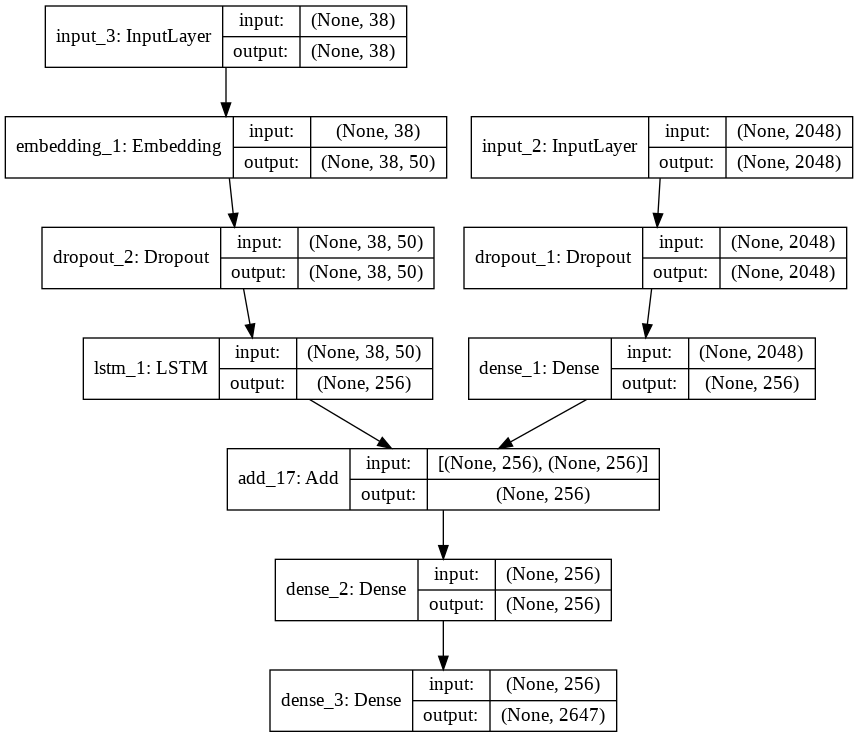 input_3: InputLayer
input: (None, 38)
output: (None, 38)
embedding_1: Embedding
input: (None, 38)
output: (None, 38, 50)
input_2: InputLayer
input: (None, 2048)
output: (None, 2048)
dropout_2: Dropout
input: (None, 38, 50)
output: (None, 38, 50)
dropout_1: Dropout
input: (None, 2048)
output: (None, 2048)
lstm_1: LSTM
input: (None, 38, 50)
output: (None, 256)
dense_1: Dense
input: (None, 2048)
output: (None, 256)
add_17: Add
input: [(None, 256), (None, 256)]
output: (None, 256)
dense_2: Dense
input: (None, 256)
output: (None, 256)
dense_3: Dense
input: (None, 256)
output: (None, 2647)